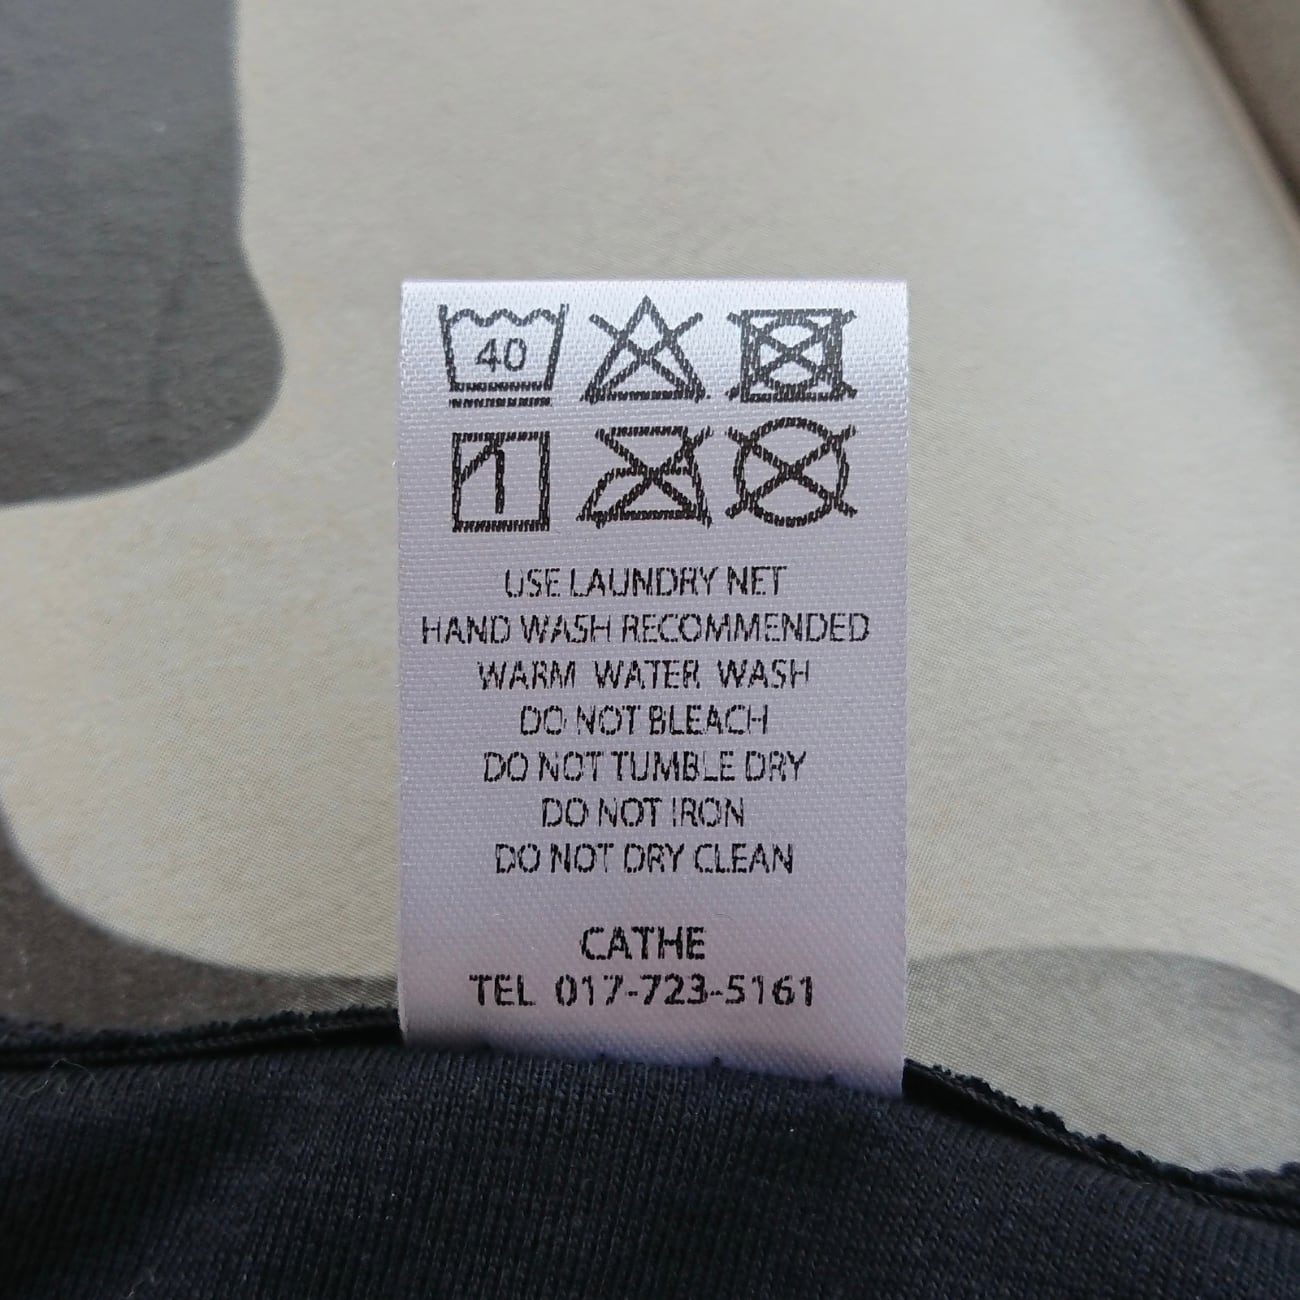 40
USE LAUNDRY NET
HAND WASH RECOMMENDED
WARM WATER WASH
DO NOT BLEACH
DO NOT TUMBLE DRY
DO NOT IRON
DO NOT DRY CLEAN
CATHE
TEL 017-723-5161